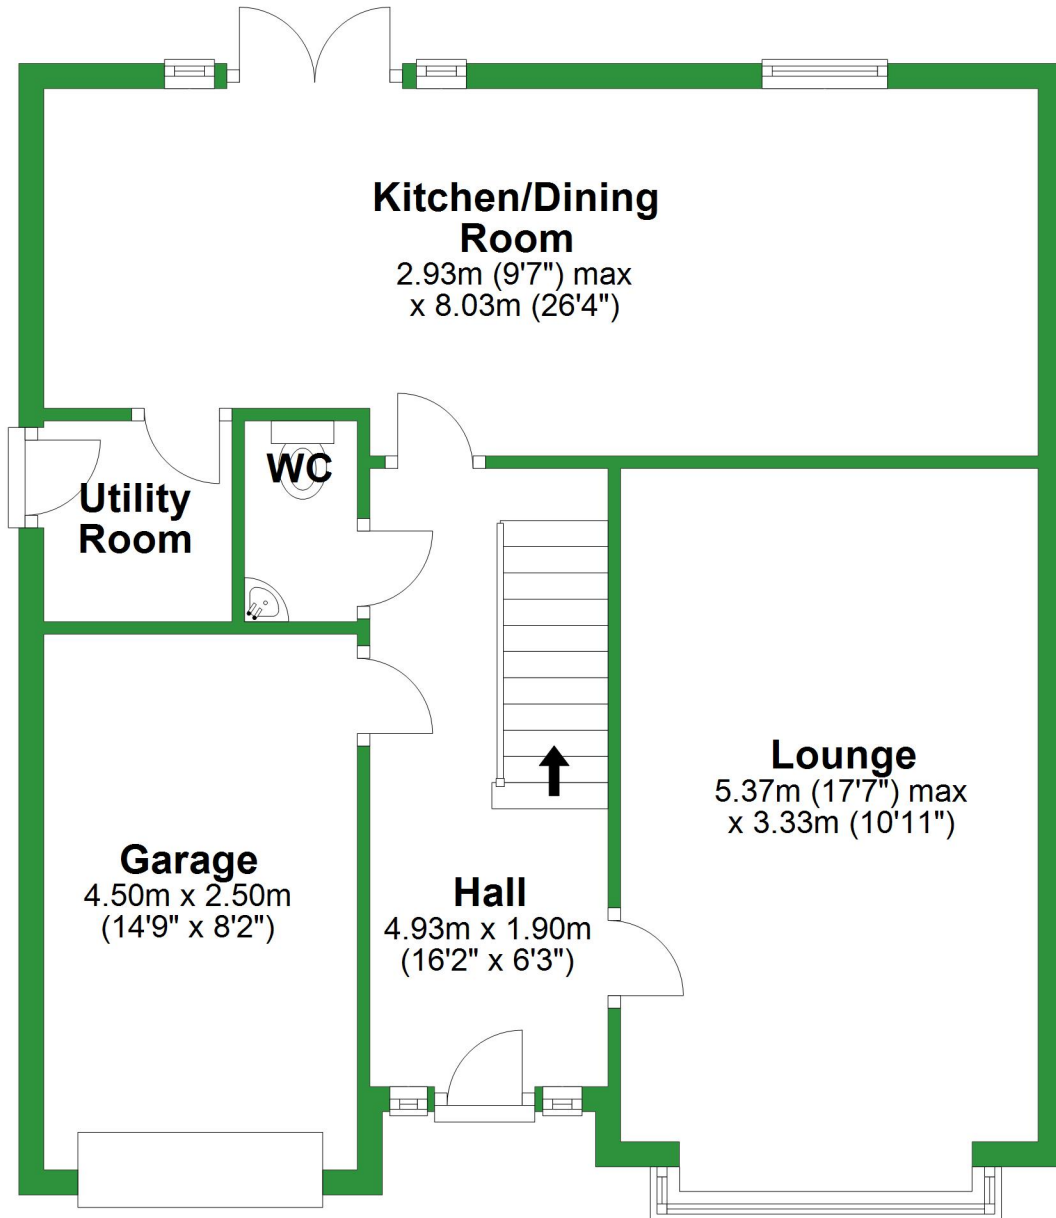 Kitchen/Dining
Room
2.93m (9'7") max
x 8.03m (26'4")
WC
Utility
Room
Lounge
5.37m (17'7") max
x 3.33m (10'11")
Garage
4.50m x 2.50m
(14'9" x 8'2")
Hall
4.93m x 1.90m
(16'2" x 6'3")